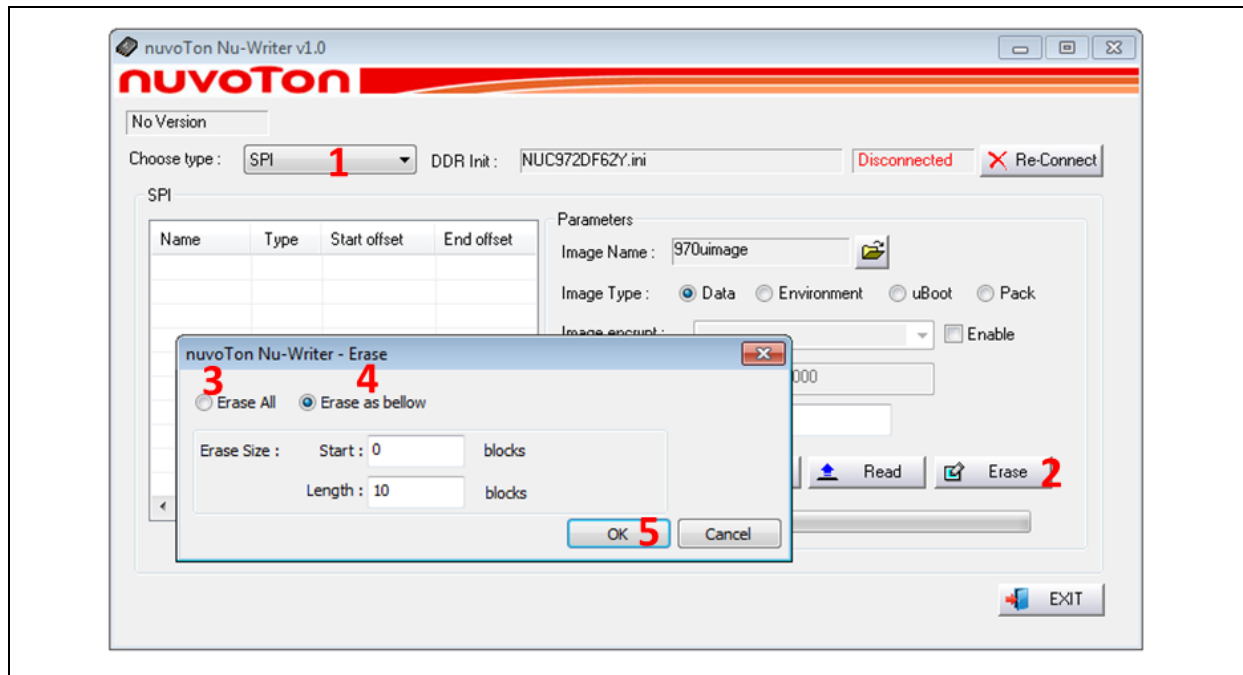 nuvoTon Nu-Writer v1.0
nuvoTon
No Version
Choose type : SPI 1 DDR Init : NUC972DF62Y.ini Disconnected Re-Connect
SPI
Name Type Start offset End offset
Parameters
Image Name : 970uimage
Image Type : Data Environment uBoot Pack
Image encrypt : Enable
000
Read Erase 2
nuvoTon Nu-Writer - Erase
3 4
Erase All Erase as bellow
Erase Size : Start : 0 blocks
Length : 10 blocks
OK 5 Cancel
EXIT